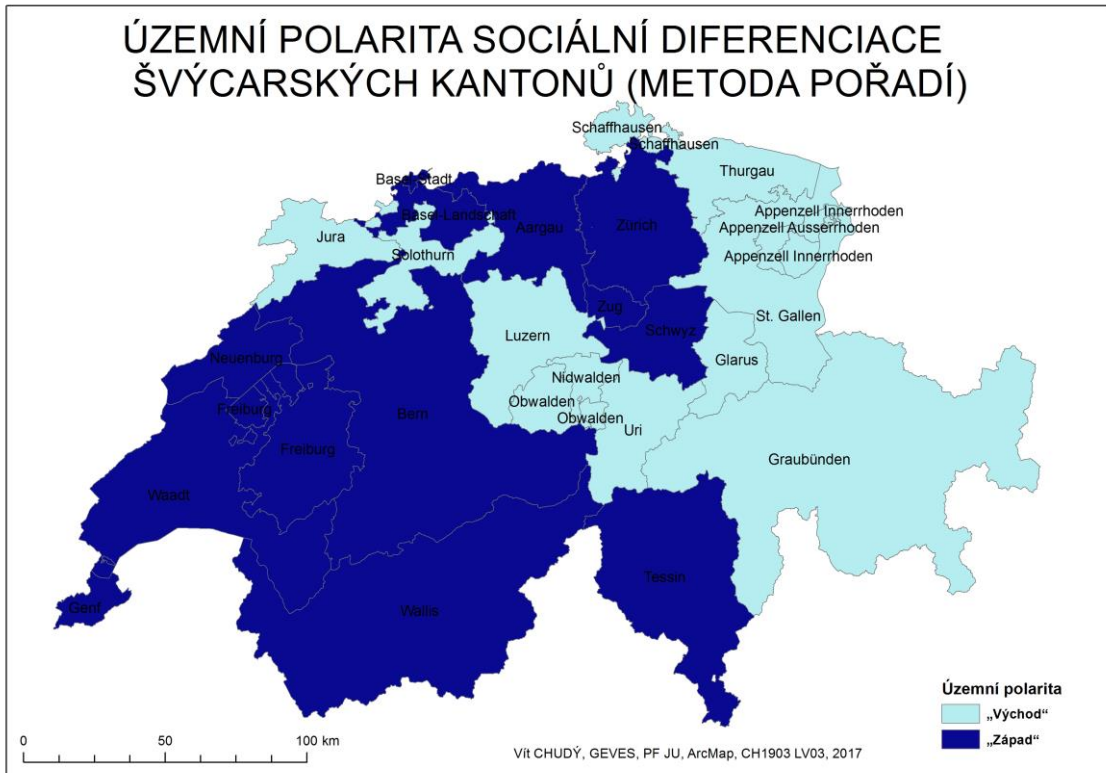 ÚZEMNÍ POLARITA SOCIÁLNÍ DIFERENCIACE
ŠVÝCARSKÝCH KANTONŮ (METODA POŘADÍ)
Schaffhausen
Schaffhausen
Thurgau
Basel-Stadt
Basel-Landschaft
Aargau
Zürich
Appenzell Innerrhoden
Appenzell Ausserrhoden
Appenzell Innerrhoden
Jura
Solothurn
Zug
Schwyz
St. Gallen
Luzern
Glarus
Neuenburg
Nidwalden
Obwalden
Obwalden
Freiburg
Bern
Uri
Freiburg
Graubünden
Waadt
Tessin
Genf
Wallis
Územní polarita
„Východ“
„Západ“
0 50 100 km
Vít CHUDÝ, GEVES, PF JU, ArcMap, CH1903 LV03, 2017